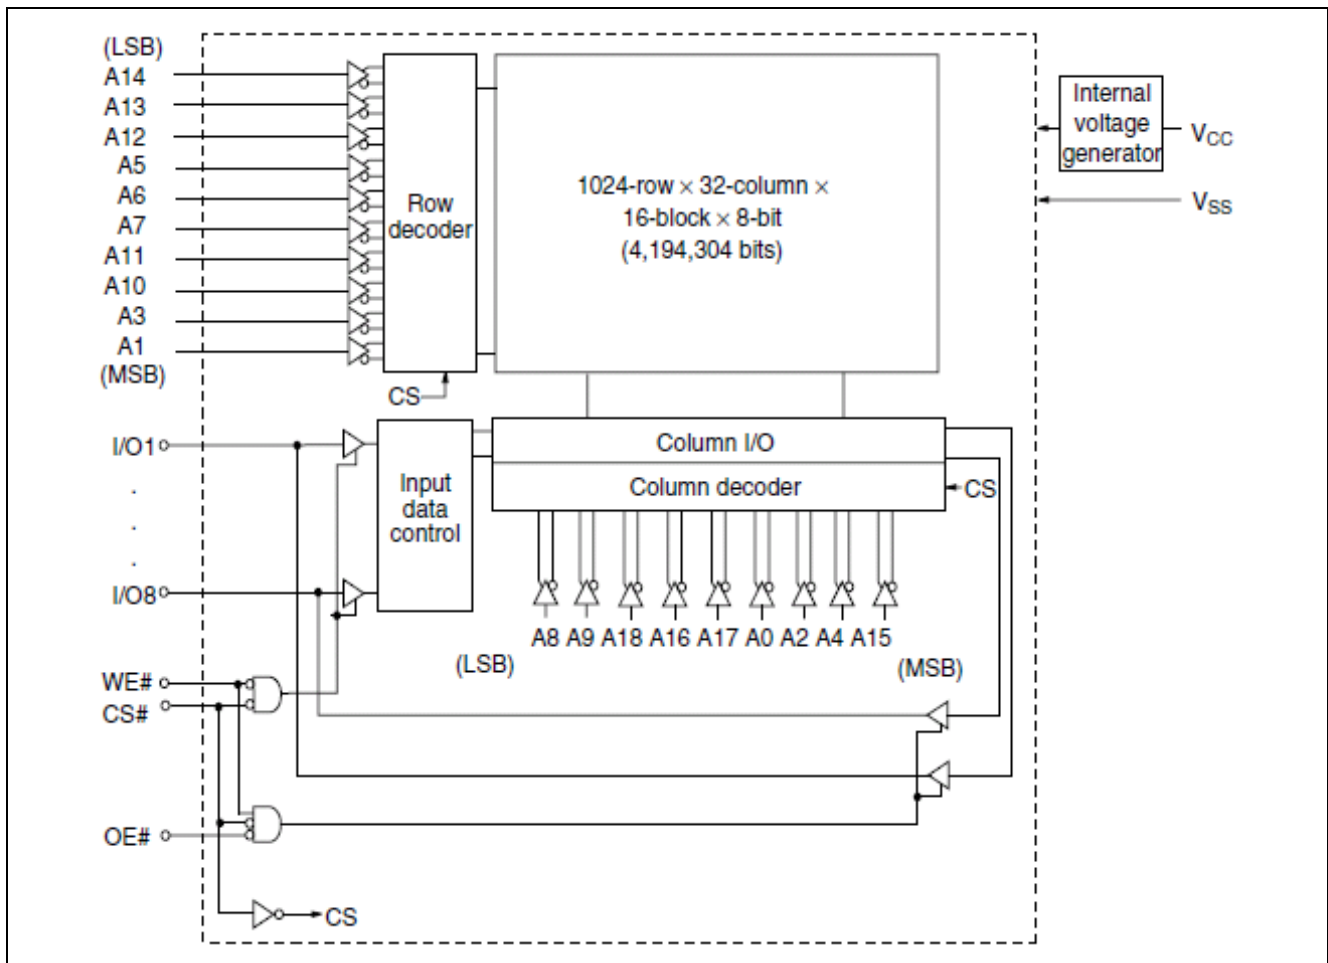 (LSB)
A14
A13
A12
A5
A6
A7
A11
A10
A3
A1
(MSB)
Row
decoder
CS
1024-row × 32-column ×
16-block × 8-bit
(4,194,304 bits)
Internal
voltage
generator
VCC
VSS
I/O1
.
.
.
I/O8
Input
data
control
Column I/O
Column decoder
CS
A8 A9 A18 A16 A17 A0 A2 A4 A15
(LSB)
(MSB)
WE#
CS#
OE#
CS